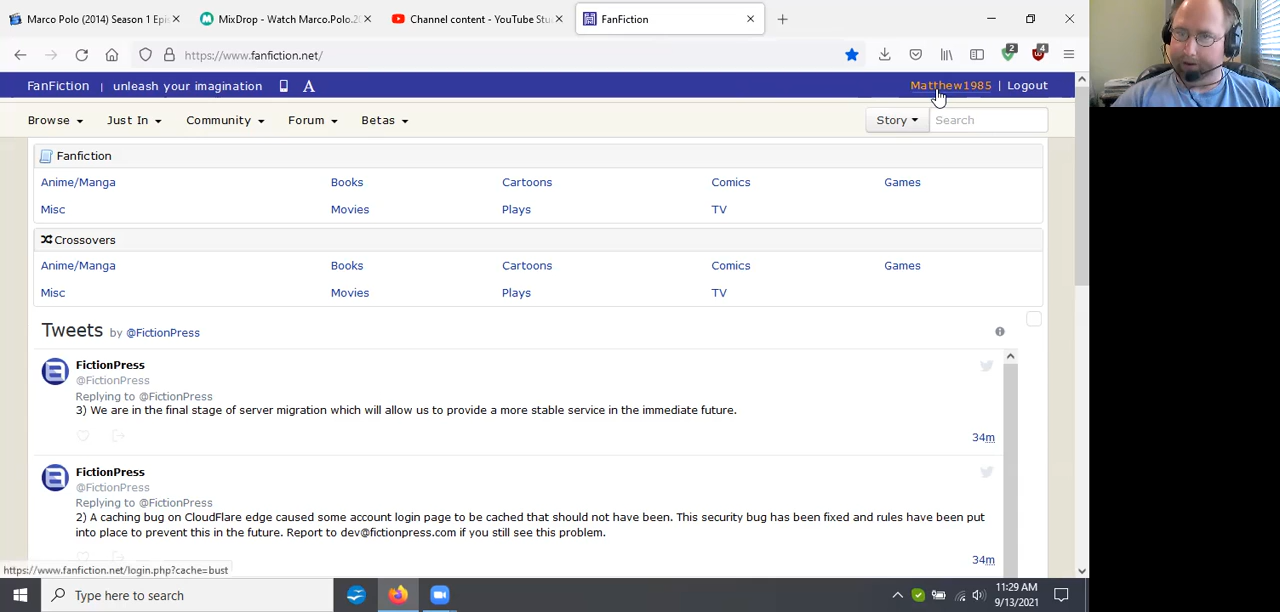 Marco Polo (2014) Season 1 Epi
MixDrop - Watch Marco.Polo.20
Channel content - YouTube Stu
FanFiction
https://www.fanfiction.net/
2
4
FanFiction | unleash your imagination A
Matthew1985 | Logout
Browse Just In Community Forum Betas
Story Search
Fanfiction
Anime/Manga Books Cartoons Comics Games
Misc Movies Plays TV
Crossovers
Anime/Manga Books Cartoons Comics Games
Misc Movies Plays TV
Tweets by @FictionPress
FictionPress
@FictionPress
Replying to @FictionPress
3) We are in the final stage of server migration which will allow us to provide a more stable service in the immediate future.
34m
FictionPress
@FictionPress
Replying to @FictionPress
2) A caching bug on CloudFlare edge caused some account login page to be cached that should not have been. This security bug has been fixed and rules have been put
into place to prevent this in the future. Report to dev@fictionpress.com if you still see this problem.
34m
https://www.fanfiction.net/login.php?cache=bust
Type here to search
11:29 AM
9/13/2021